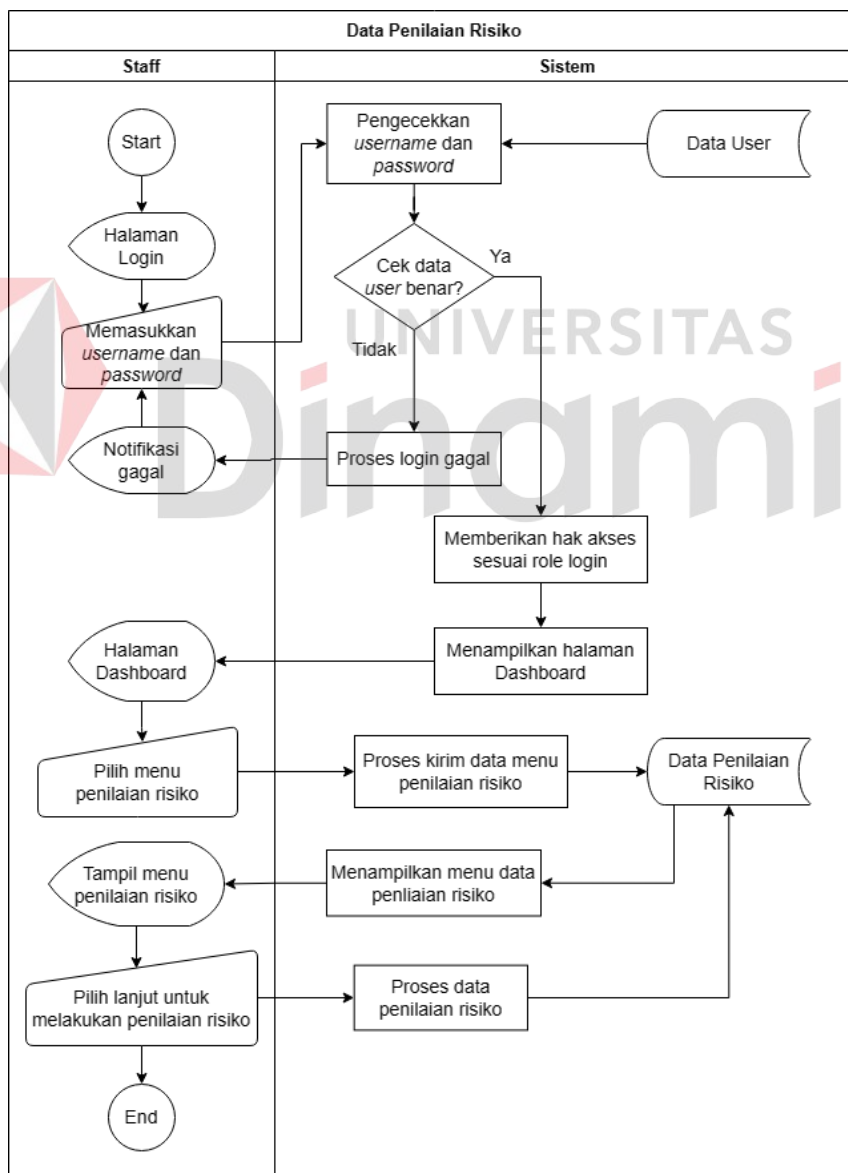 Data Penilaian Risiko
Staff
Sistem
Start
Pengecekkan
username dan
password
Data User
Halaman
Login
Cek data
user benar?
Ya
Tidak
Memasukkan
username dan
password
UNIVERSITAS
Dinami
Notifikasi
gagal
Proses login gagal
Memberikan hak akses
sesuai role login
Halaman
Dashboard
Menampilkan halaman
Dashboard
Pilih menu
penilaian risiko
Proses kirim data menu
penilaian risiko
Data Penilaian
Risiko
Tampil menu
penilaian risiko
Menampilkan menu data
penliaian risiko
Pilih lanjut untuk
melakukan penilaian risiko
Proses data
penilaian risiko
End